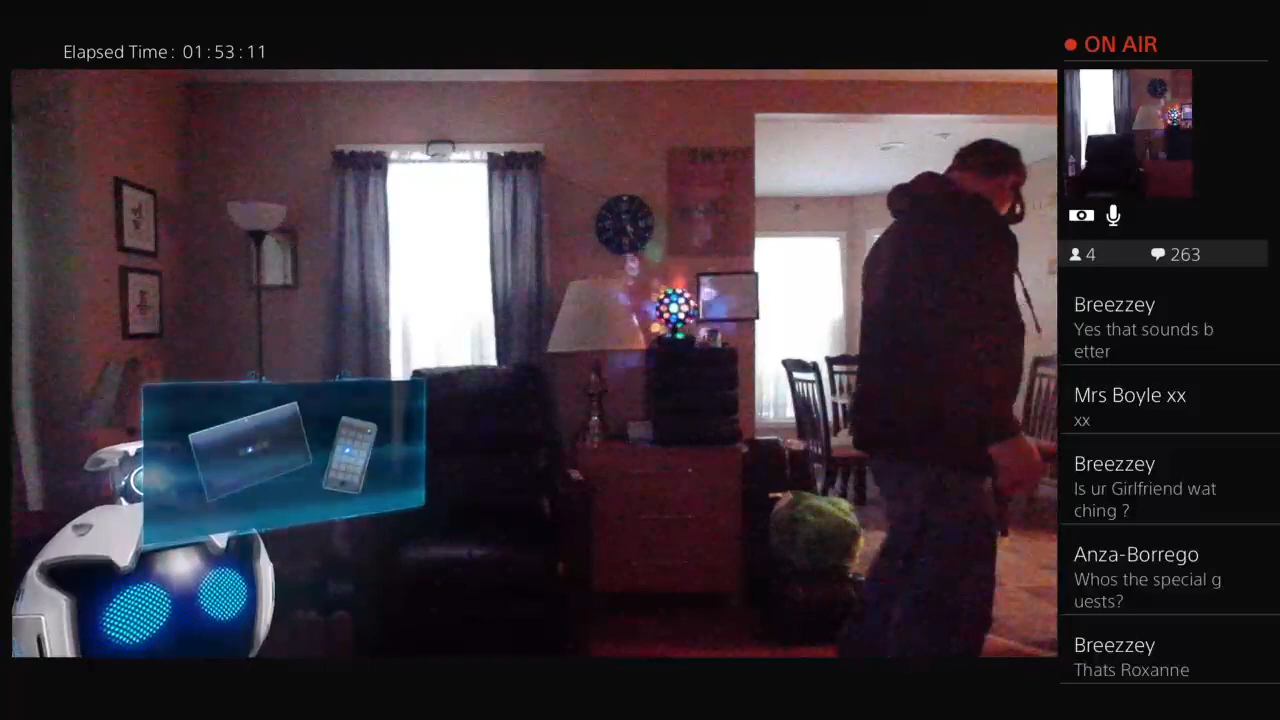 Elapsed Time: 01:53:11
ON AIR
4 263
Breezzey
Yes that sounds b
etter
Mrs Boyle xx
xx
Breezzey
Is ur Girlfriend wat
ching ?
Anza-Borrego
Whos the special g
uests?
Breezzey
Thats Roxanne